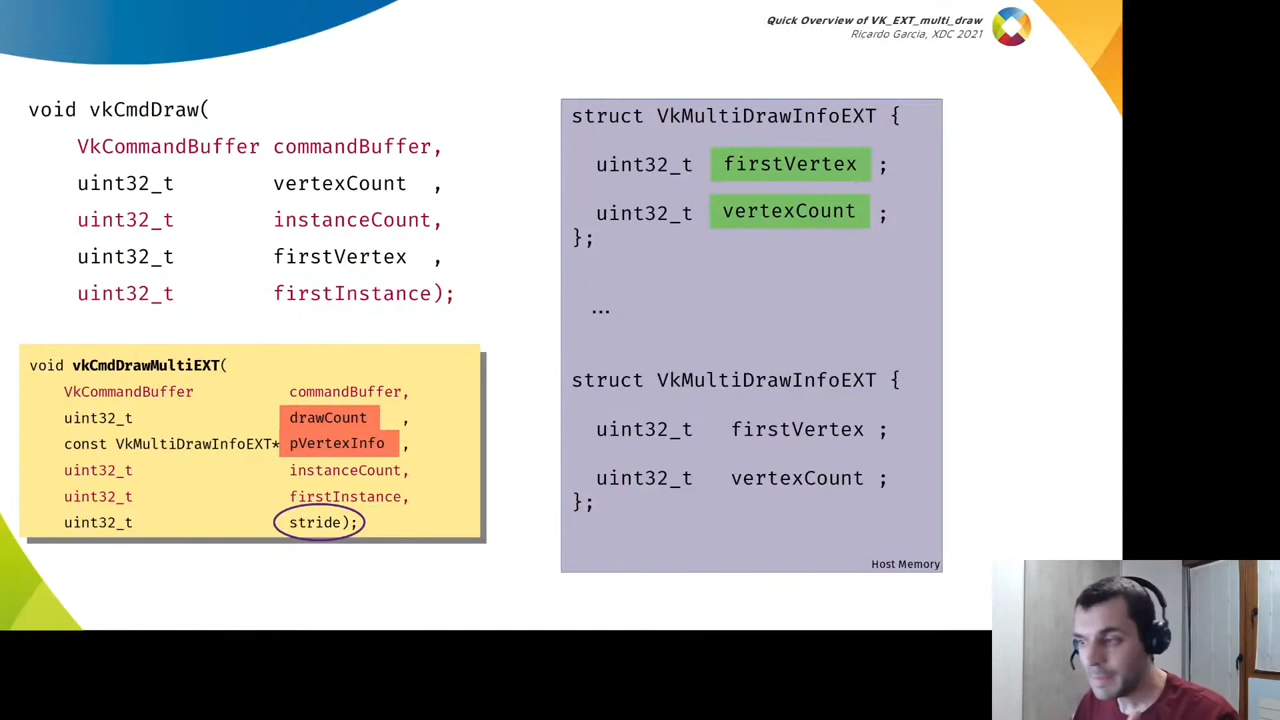 Quick Overview of VK_EXT_multi_draw
Ricardo Garcia, XDC 2021
void vkCmdDraw(
VkCommandBuffer commandBuffer,
uint32_t vertexCount ,
uint32_t instanceCount,
uint32_t firstVertex ,
uint32_t firstInstance);
void vkCmdDrawMultiEXT(
VkCommandBuffer commandBuffer,
uint32_t drawCount ,
const VkMultiDrawInfoEXT* pVertexInfo ,
uint32_t instanceCount,
uint32_t firstInstance,
uint32_t stride);
struct VkMultiDrawInfoEXT {
uint32_t firstVertex ;
uint32_t vertexCount ;
};
...
struct VkMultiDrawInfoEXT {
uint32_t firstVertex ;
uint32_t vertexCount ;
};
Host Memory